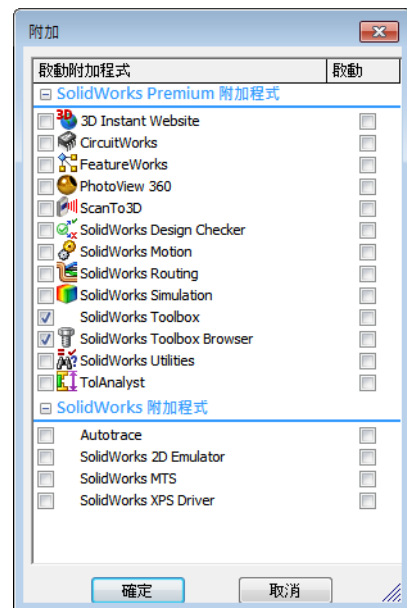 附加
啟動附加程式 啟動
SolidWorks Premium 附加程式
3D Instant Website
CircuitWorks
FeatureWorks
PhotoView 360
ScanTo3D
SolidWorks Design Checker
SolidWorks Motion
SolidWorks Routing
SolidWorks Simulation
SolidWorks Toolbox
SolidWorks Toolbox Browser
SolidWorks Utilities
TolAnalyst
SolidWorks 附加程式
Autotrace
SolidWorks 2D Emulator
SolidWorks MTS
SolidWorks XPS Driver
確定 取消